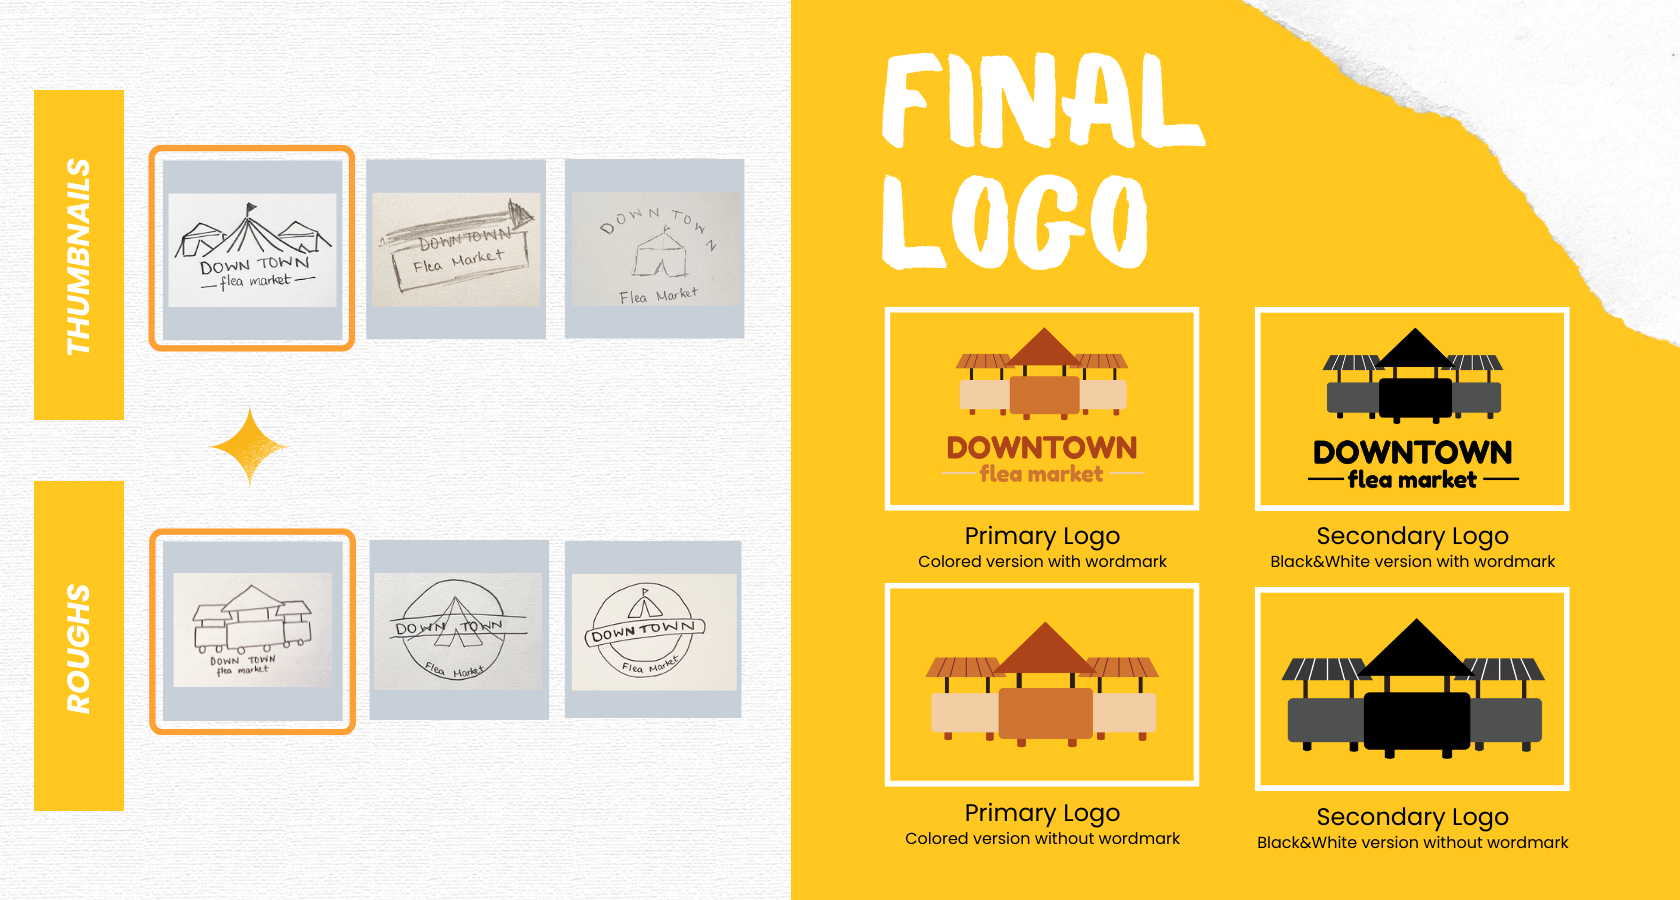 THUMBNAILS
DOWN TOWN
flea market
DOWNTOWN
Flea Market
DOWN TOWN
Flea Market
ROUGHS
DOWN TOWN
flea market
DOWN TOWN
Flea Market
DOWN TOWN
Flea Market
FINAL
LOGO
DOWNTOWN
flea market
Primary Logo
Colored version with wordmark
DOWNTOWN
flea market
Secondary Logo
Black&White version with wordmark
Primary Logo
Colored version without wordmark
Secondary Logo
Black&White version without wordmark